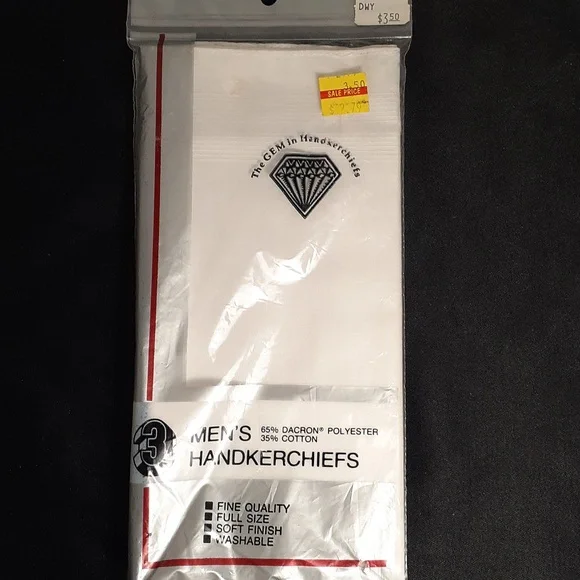 DWY
$3.50
3.50
SALE PRICE
The GEM in Handkerchiefs
3
MEN'S
65% DACRON® POLYESTER
35% COTTON
HANDKERCHIEFS
FINE QUALITY
FULL SIZE
SOFT FINISH
WASHABLE